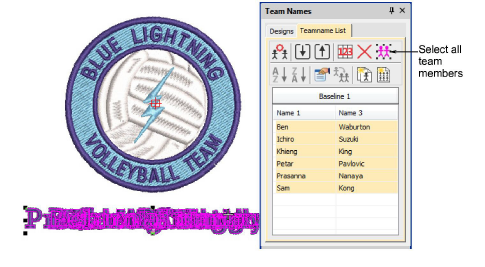 BLUE LIGHTNING
VOLLEYBALL TEAM
Team Names
Designs Teamname List
Select all
team
members
Baseline 1
Name 1 Name 3
Ben Waburton
Ichiro Suzuki
Khieng King
Petar Pavlovic
Prasanna Nanaya
Sam Kong